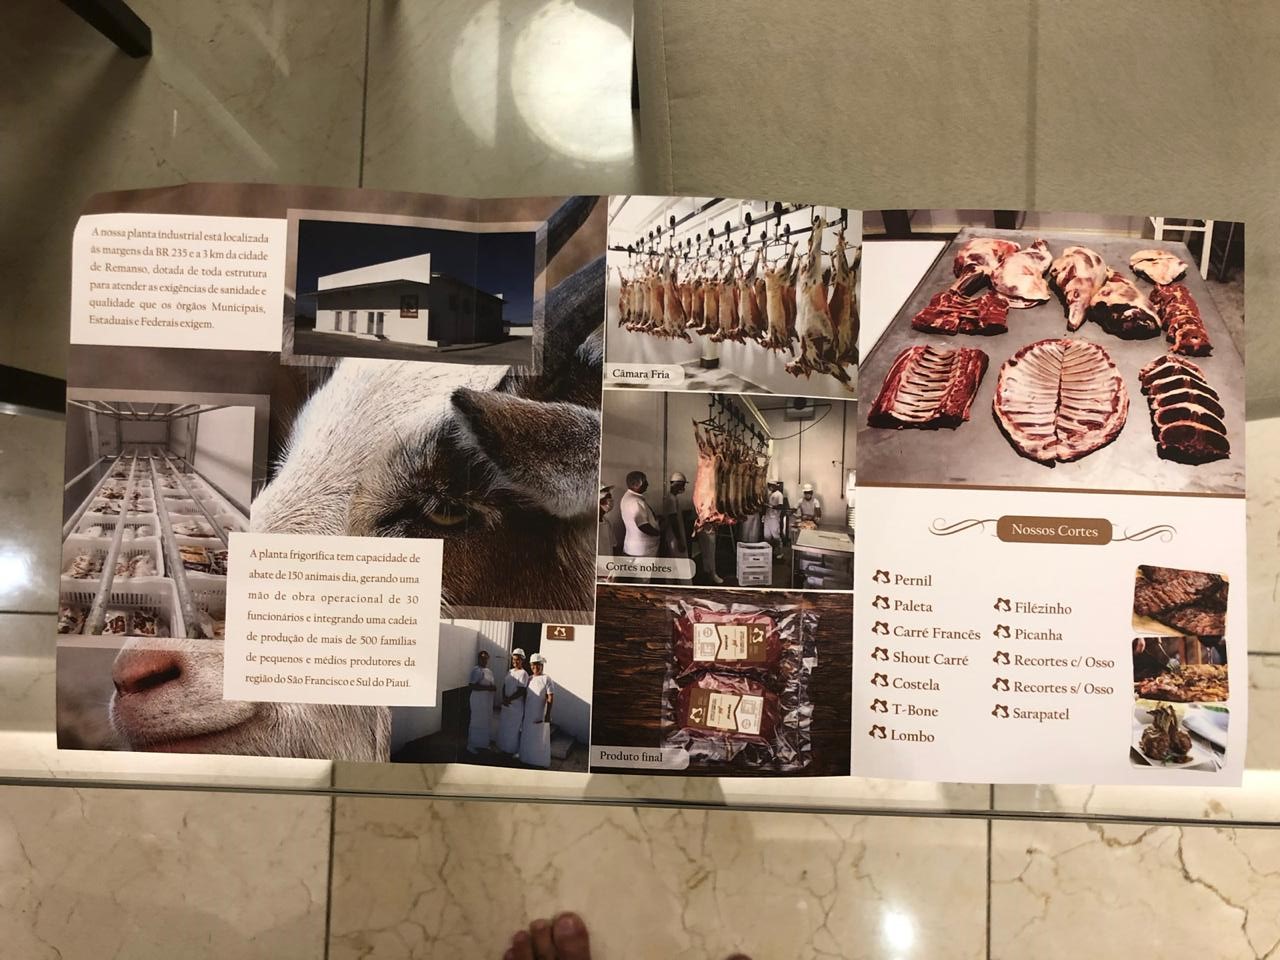 A nossa planta industrial está localizada
às margens da BR 235 e a 3 km da cidade
de Remanso, dotada de toda estrutura
para atender as exigências de sanidade e
qualidade que os órgãos Municipais,
Estaduais e Federais exigem.
A planta frigorífica tem capacidade de
abate de 150 animais dia, gerando uma
mão de obra operacional de 30
funcionários e integrando uma cadeia
de produção de mais de 500 famílias
de pequenos e médios produtores da
região do São Francisco e Sul do Piauí.
Câmara Fria
Cortes nobres
Produto final
Nossos Cortes
Pernil
Paleta
Carré Francês
Shout Carré
Costela
T-Bone
Lombo
Filézinho
Picanha
Recortes c/ Osso
Recortes s/ Osso
Sarapatel